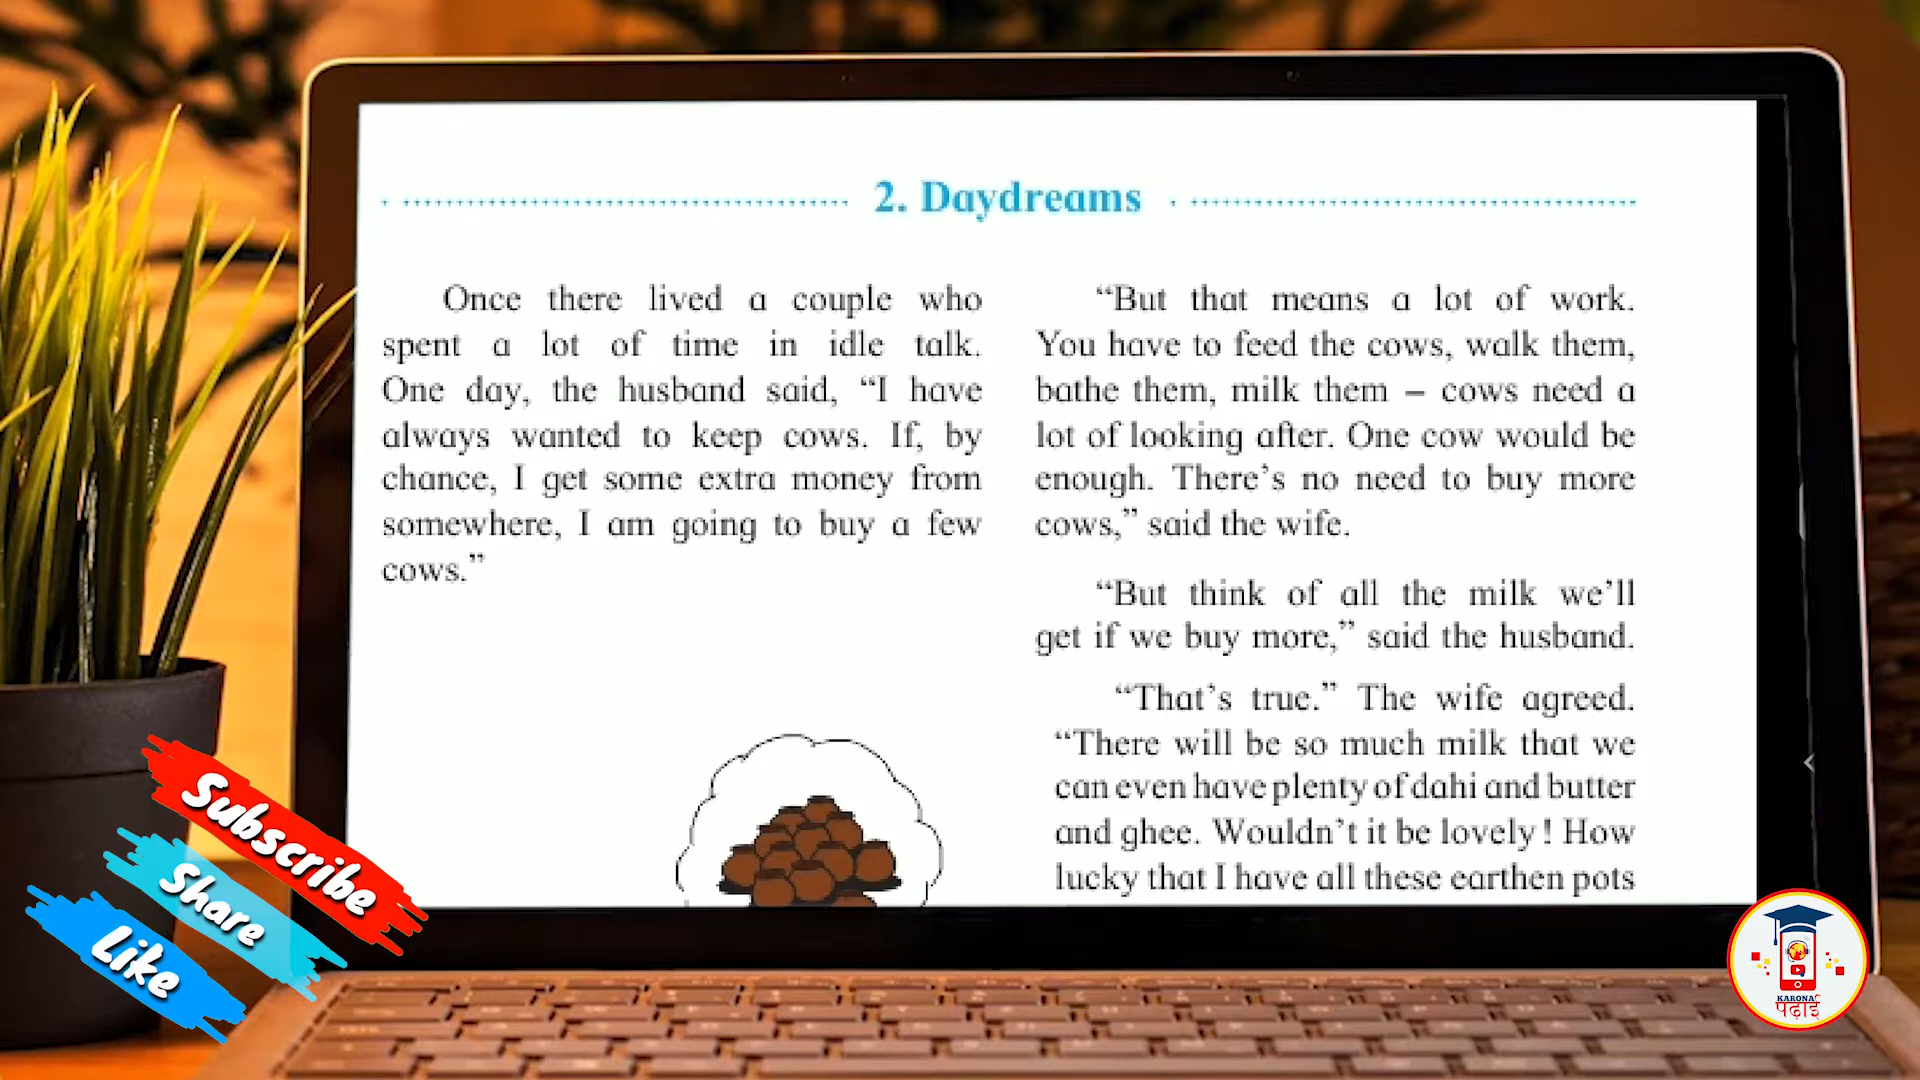 2. Daydreams
Once there lived a couple who
spent a lot of time in idle talk.
One day, the husband said, “I have
always wanted to keep cows. If, by
chance, I get some extra money from
somewhere, I am going to buy a few
cows.”
“But that means a lot of work.
You have to feed the cows, walk them,
bathe them, milk them – cows need a
lot of looking after. One cow would be
enough. There’s no need to buy more
cows,” said the wife.
“But think of all the milk we’ll
get if we buy more,” said the husband.
“That’s true.” The wife agreed.
“There will be so much milk that we
can even have plenty of dahi and butter
and ghee. Wouldn’t it be lovely! How
lucky that I have all these earthen pots
Subscribe
Share
Like
KARONA
पढ़ाई